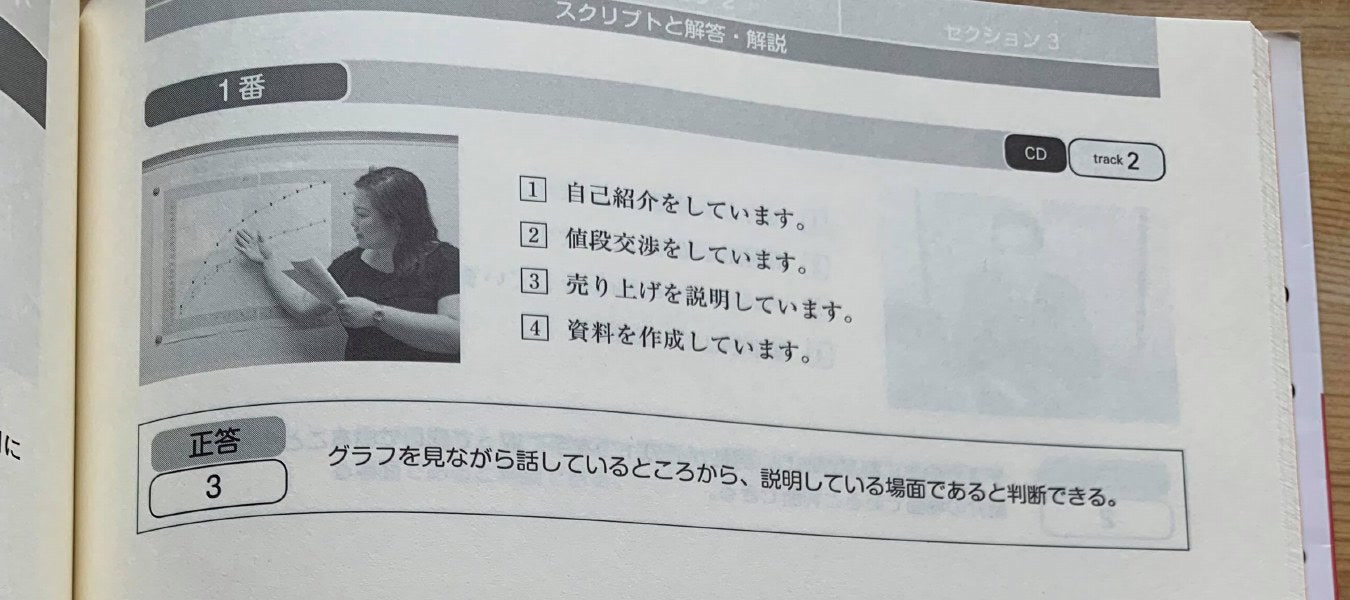 スクリプトと解答・解説
セクション 3
1番
CD track 2
1 自己紹介をしています。
2 値段交渉をしています。
3 売り上げを説明しています。
4 資料を作成しています。
正答
3
グラフを見ながら話しているところから、説明している場面であると判断できる。
に